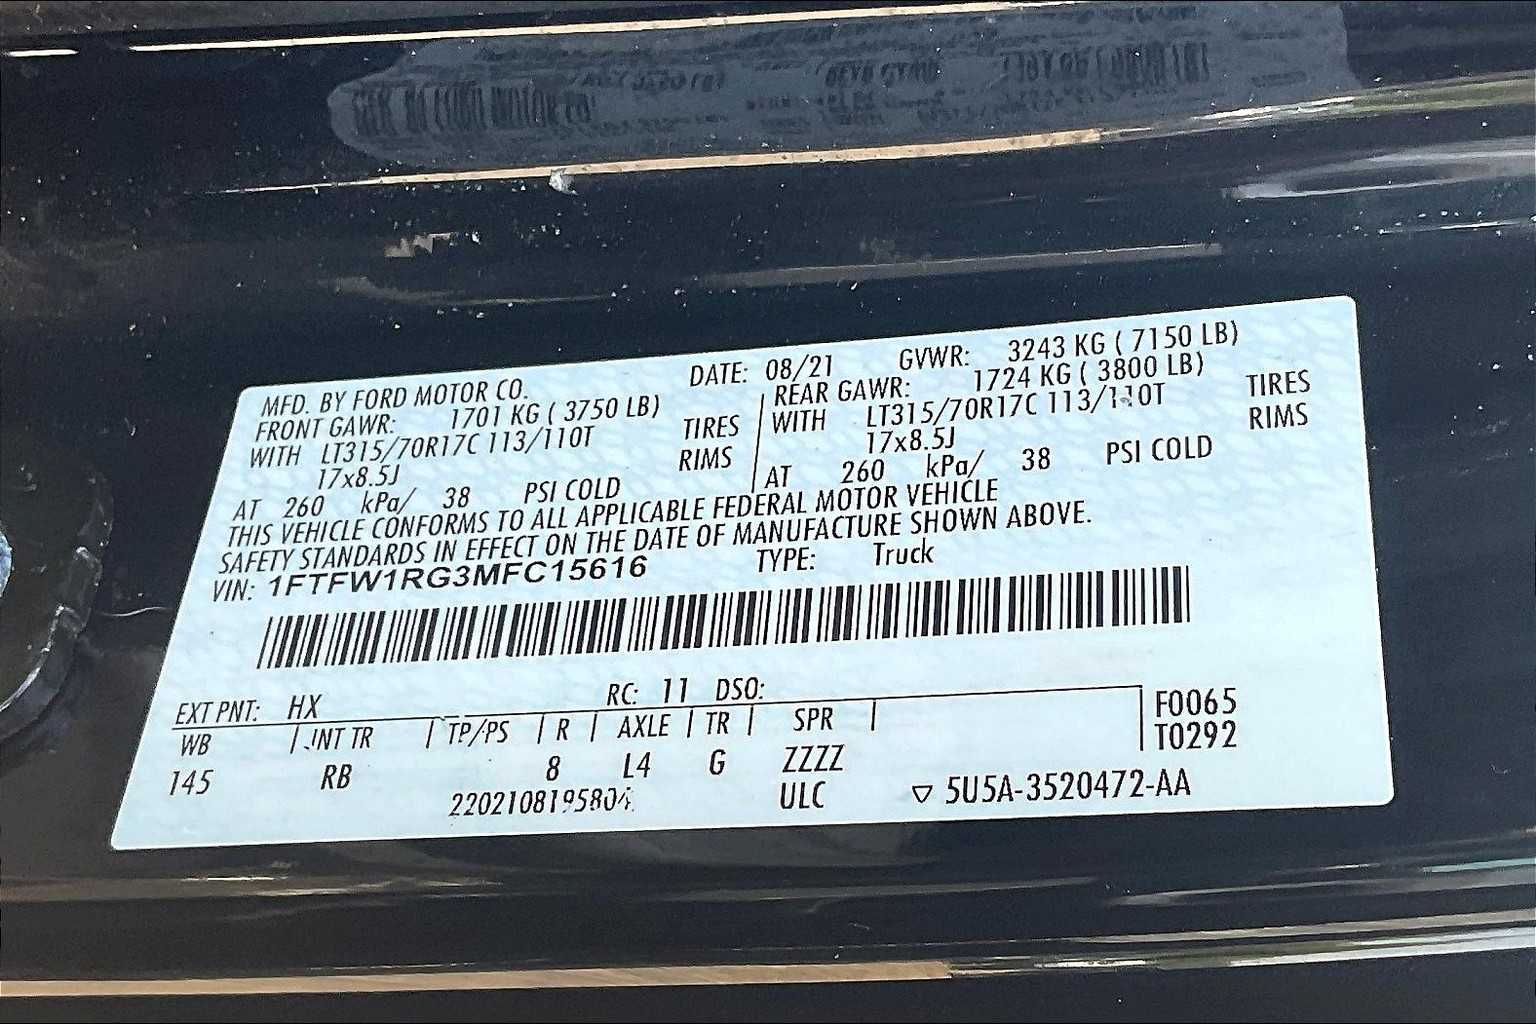 MFD. BY FORD MOTOR CO. DATE: 08/21 GVWR: 3243 KG ( 7150 LB)
FRONT GAWR: 1701 KG ( 3750 LB)
WITH LT315/70R17C 113/110T TIRES
17x8.5J RIMS
AT 260 kPa/ 38 PSI COLD
REAR GAWR: 1724 KG ( 3800 LB)
WITH LT315/70R17C 113/110T TIRES
17x8.5J RIMS
AT 260 kPa/ 38 PSI COLD
THIS VEHICLE CONFORMS TO ALL APPLICABLE FEDERAL MOTOR VEHICLE
SAFETY STANDARDS IN EFFECT ON THE DATE OF MANUFACTURE SHOWN ABOVE.
VIN: 1FTFW1RG3MFC15616 TYPE: Truck
EXT PNT: HX RC: 11 DSO:
WB | INT TR | TP/PS | R | AXLE | TR | SPR |
F0065
T0292
145 RB 8 L4 G ZZZZ
ULC ▽ 5U5A-3520472-AA